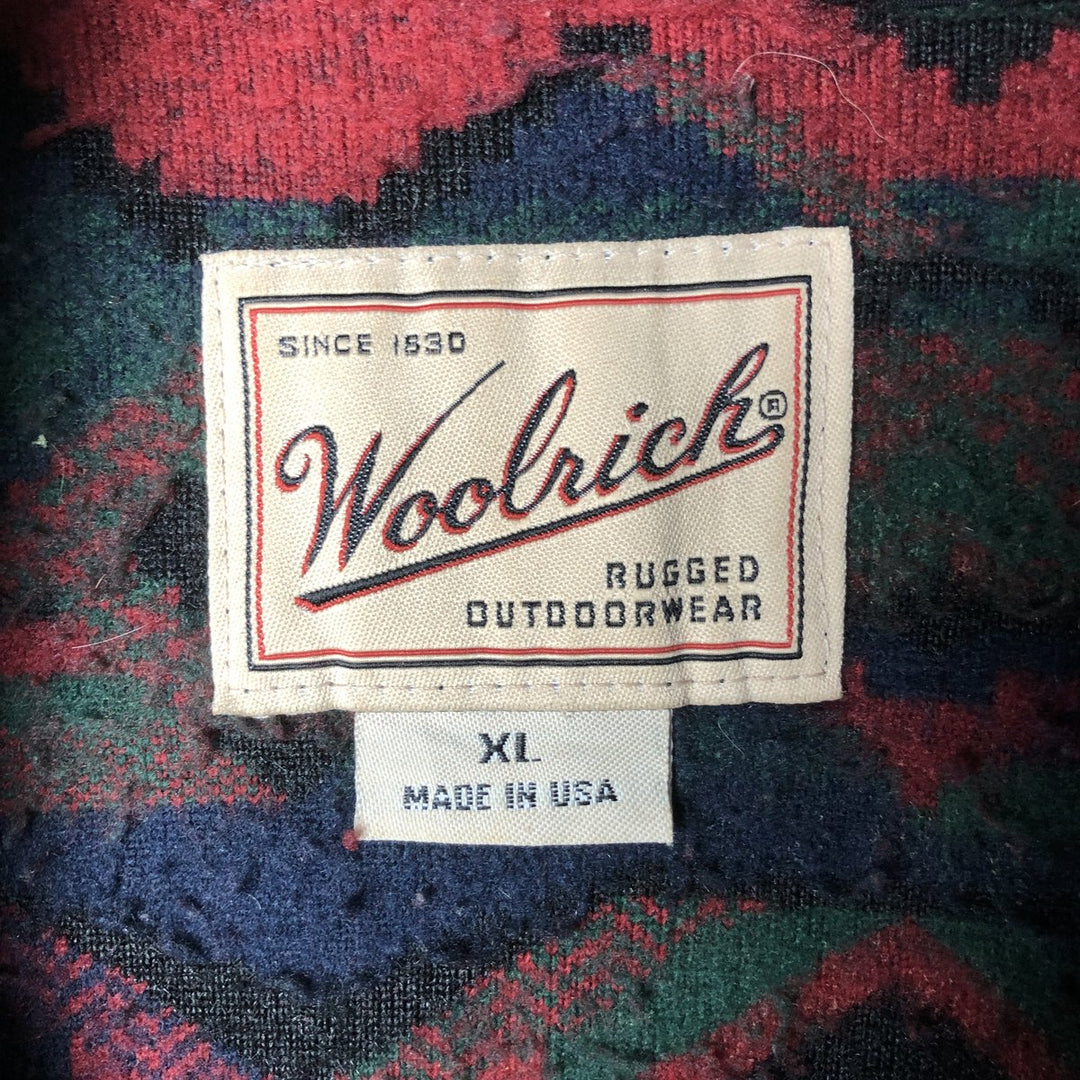 SINCE 1830
Woolrich®
RUGGED
OUTDOORWEAR
XL
MADE IN USA